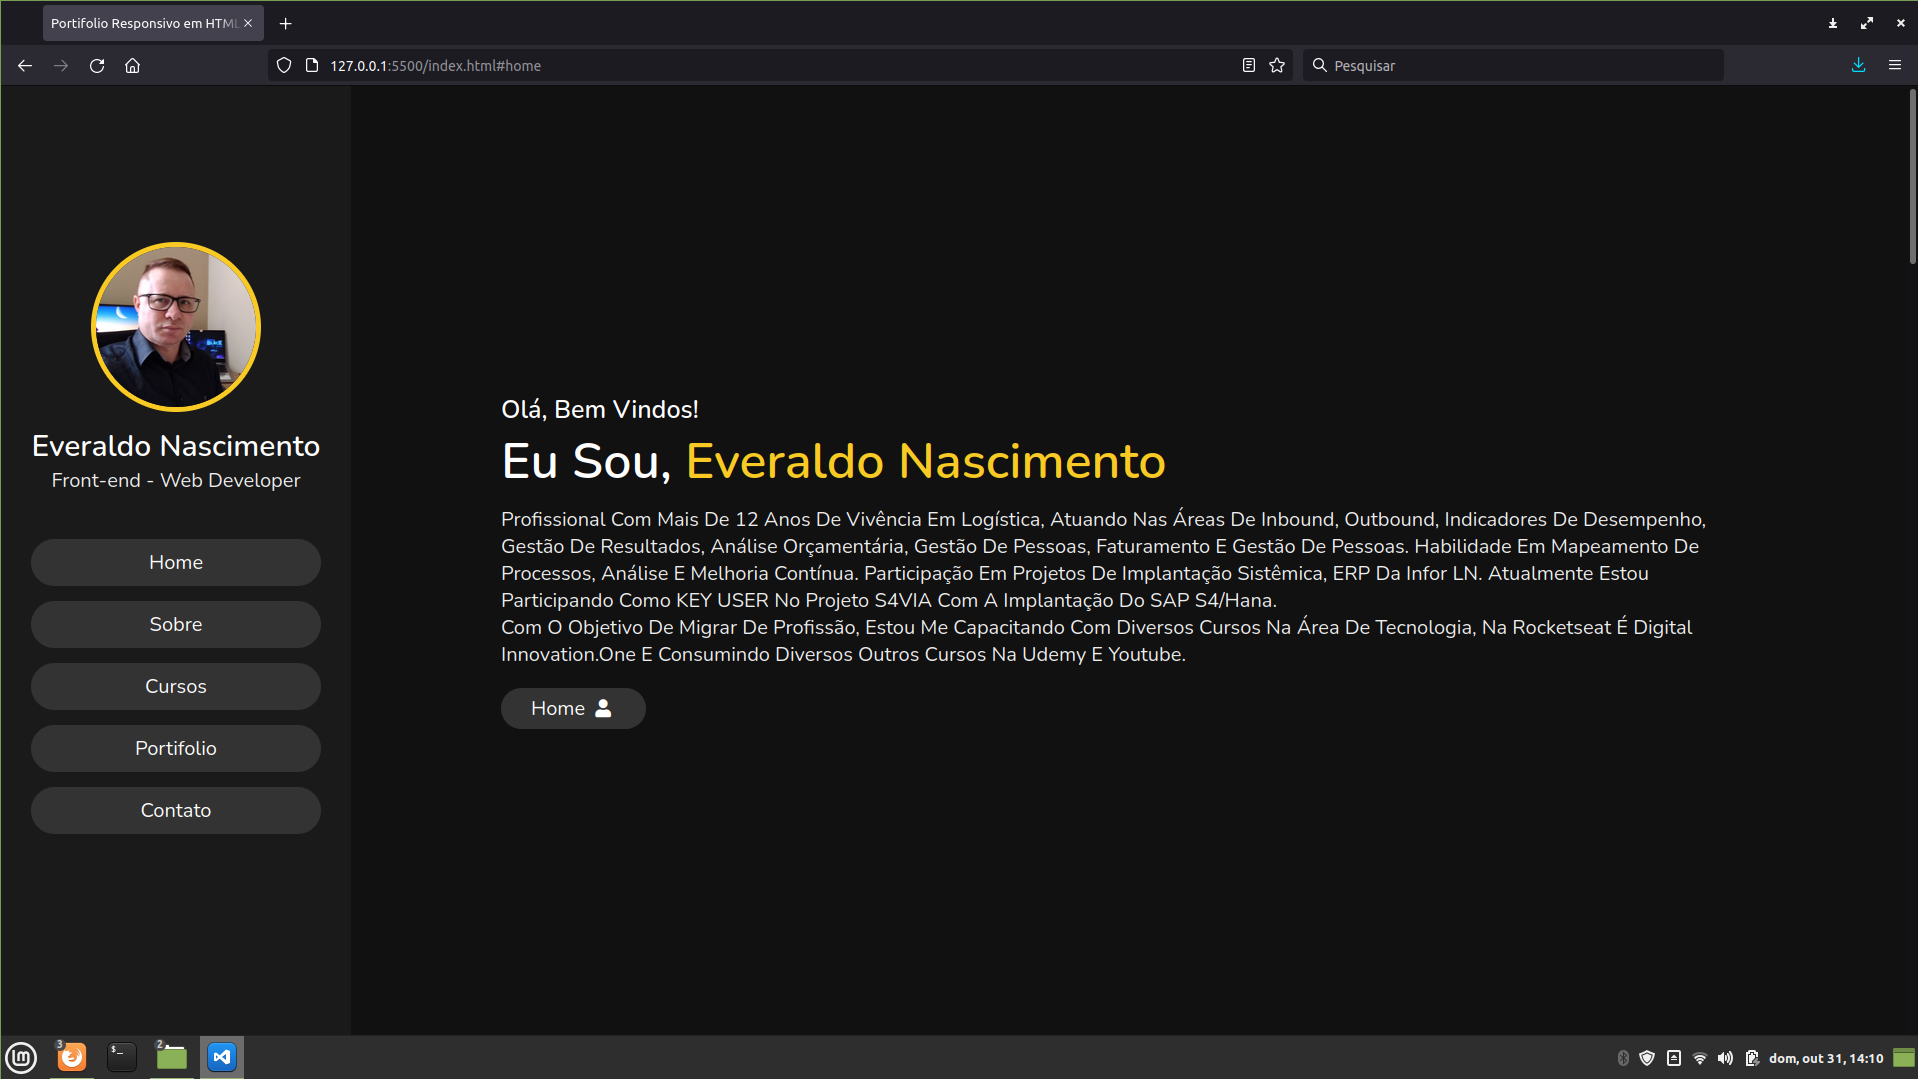 Portifolio Responsivo em HTML
127.0.0.1:5500/index.html#home
Pesquisar
Everaldo Nascimento
Front-end - Web Developer
Home
Sobre
Cursos
Portifolio
Contato
Olá, Bem Vindos!
Eu Sou, Everaldo Nascimento
Profissional Com Mais De 12 Anos De Vivência Em Logística, Atuando Nas Áreas De Inbound, Outbound, Indicadores De Desempenho,
Gestão De Resultados, Análise Orçamentária, Gestão De Pessoas, Faturamento E Gestão De Pessoas. Habilidade Em Mapeamento De
Processos, Análise E Melhoria Contínua. Participação Em Projetos De Implantação Sistêmica, ERP Da Infor LN. Atualmente Estou
Participando Como KEY USER No Projeto S4VIA Com A Implantação Do SAP S4/Hana.
Com O Objetivo De Migrar De Profissão, Estou Me Capacitando Com Diversos Cursos Na Área De Tecnologia, Na Rocketseat É Digital
Innovation.One E Consumindo Diversos Outros Cursos Na Udemy E Youtube.
Home
3
$_
2
dom, out 31, 14:10